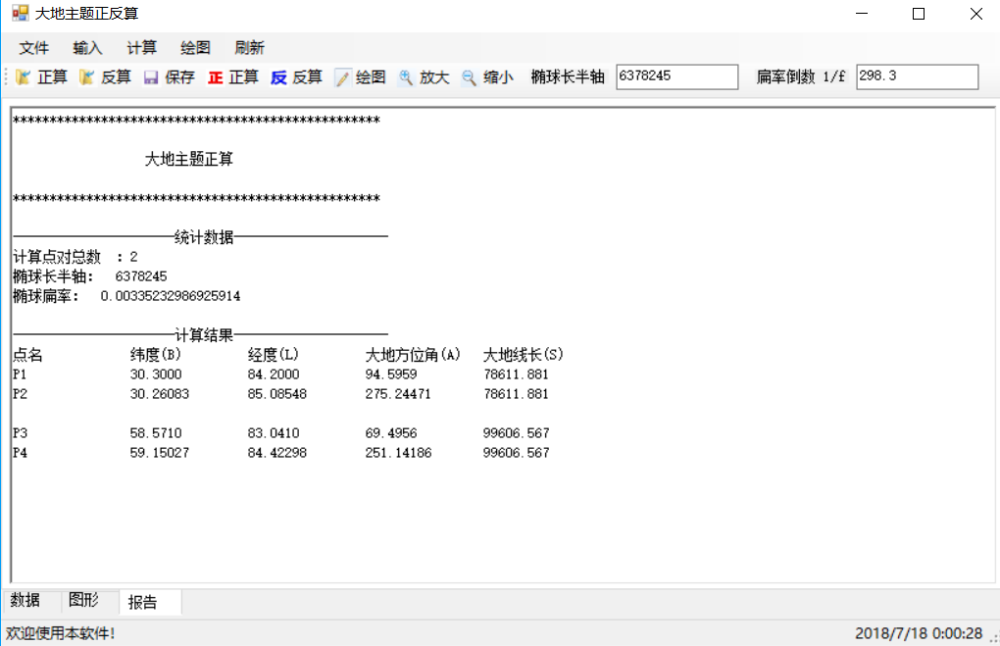 大地主题正反算
文件 输入 计算 绘图 刷新
正算 反算 保存 正 正算 反 反算 绘图 放大 缩小 椭球长半轴 6378245 扁率倒数 1/f 298.3
**************************************************
大地主题正算
**************************************************
——————————————统计数据——————————————
计算点对总数 :2
椭球长半轴: 6378245
椭球扁率: 0.00335232986925914
——————————————计算结果——————————————
点名 纬度(B) 经度(L) 大地方位角(A) 大地线长(S)
P1 30.3000 84.2000 94.5959 78611.881
P2 30.26083 85.08548 275.24471 78611.881
P3 58.5710 83.0410 69.4956 99606.567
P4 59.15027 84.42298 251.14186 99606.567
数据 图形 报告
欢迎使用本软件! 2018/7/18 0:00:28